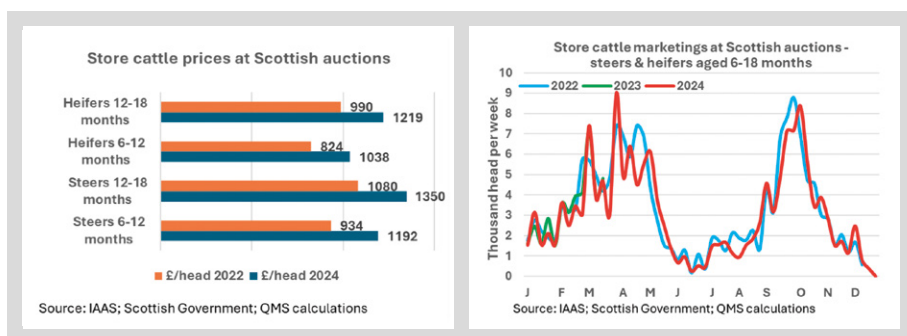 Store cattle prices at Scottish auctions
Heifers 12-18
months
990
1219
Heifers 6-12
months
824
1038
Steers 12-18
months
1080
1350
Steers 6-12
months
934
1192
£/head 2022
£/head 2024
Source: IAAS; Scottish Government; QMS calculations
Store cattle marketings at Scottish auctions -
steers & heifers aged 6-18 months
2022
2023
2024
Thousand head per week
10
9
8
7
6
5
4
3
2
1
0
J F M A M J J A S O N D
Source: IAAS; Scottish Government; QMS calculations